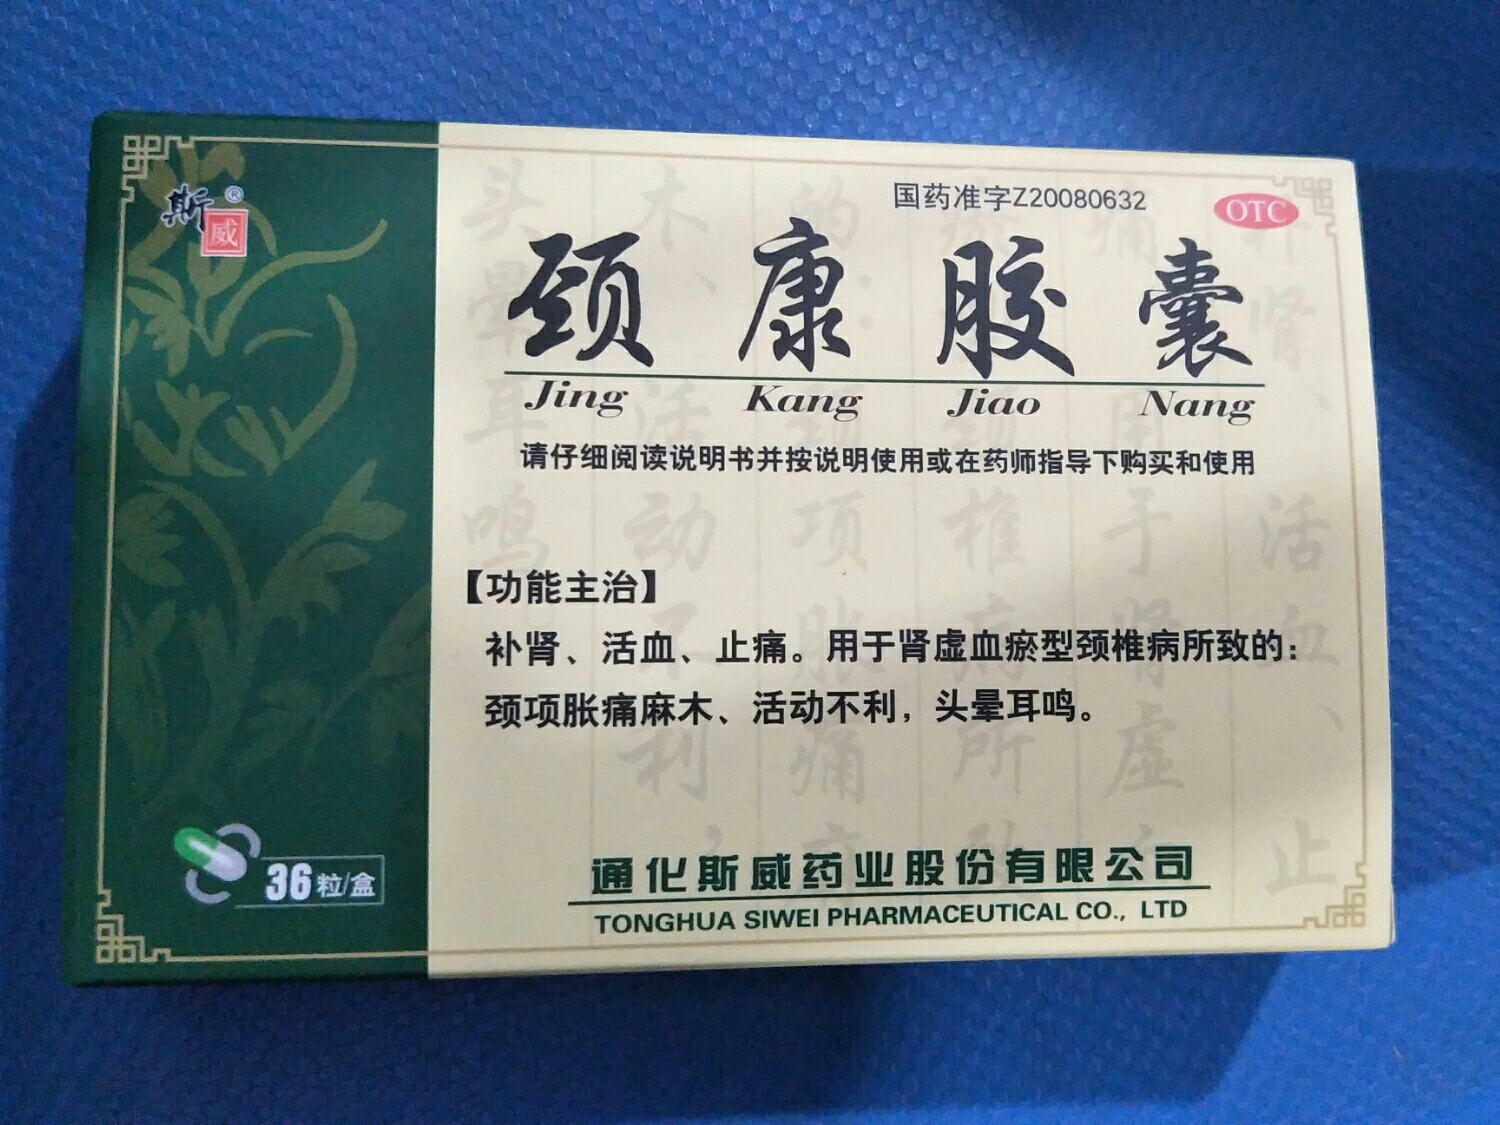 斯威®
国药准字Z20080632
OTC
颈康胶囊
Jing Kang Jiao Nang
请仔细阅读说明书并按说明使用或在药师指导下购买和使用
【功能主治】
补肾、活血、止痛。用于肾虚血瘀型颈椎病所致的：
颈项胀痛麻木、活动不利，头晕耳鸣。
36粒/盒
通化斯威药业股份有限公司
TONGHUA SIWEI PHARMACEUTICAL CO., LTD